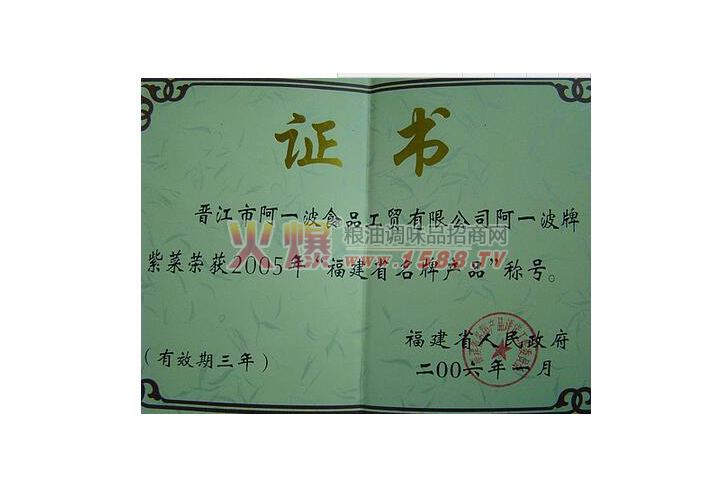 证书
晋江市阿一波食品工贸有限公司阿一波牌
紫菜荣获2005年“福建省名牌产品”称号。
火爆 粮油调味品招商网
www.1588.TV
福建省人民政府
（有效期三年）
二00六年一月